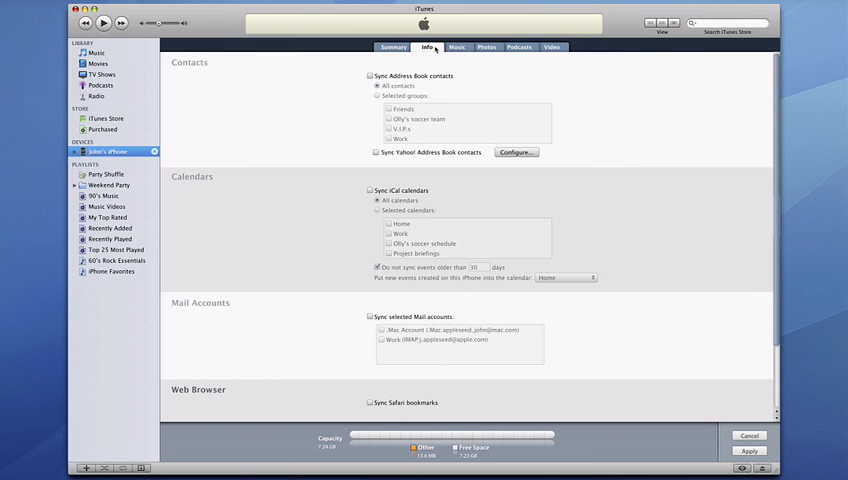 iTunes
View
Search iTunes Store
LIBRARY
Music
Movies
TV Shows
Podcasts
Radio
STORE
iTunes Store
Purchased
DEVICES
John's iPhone
PLAYLISTS
Party Shuffle
Weekend Party
90's Music
Music Videos
My Top Rated
Recently Added
Recently Played
Top 25 Most Played
60's Rock Essentials
iPhone Favorites
Summary Info Music Photos Podcasts Video
Contacts
Sync Address Book contacts
All contacts
Selected groups:
Friends
Olly's soccer team
V.I.P.s
Work
Sync Yahoo! Address Book contacts Configure...
Calendars
Sync iCal calendars
All calendars
Selected calendars:
Home
Work
Olly's soccer schedule
Project briefings
Do not sync events older than 30 days
Put new events created on this iPhone into the calendar: Home
Mail Accounts
Sync selected Mail accounts:
.Mac Account (.Mac:appleseed_john@mac.com)
Work (IMAP:j.appleseed@apple.com)
Web Browser
Sync Safari bookmarks
Capacity
7.24 GB
Other
13.6 MB
Free Space
7.23 GB
Cancel
Apply